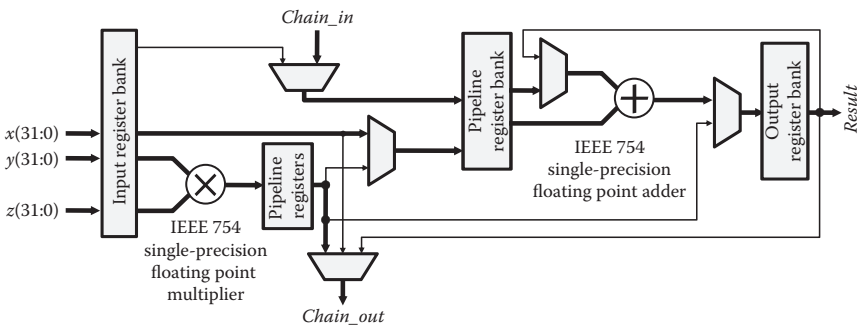 Chain_in
Input register bank
x(31:0)
y(31:0)
z(31:0)
IEEE 754
single-precision
floating point
multiplier
Pipeline
registers
Chain_out
Pipeline
register bank
IEEE 754
single-precision
floating point adder
Output
register bank
Result